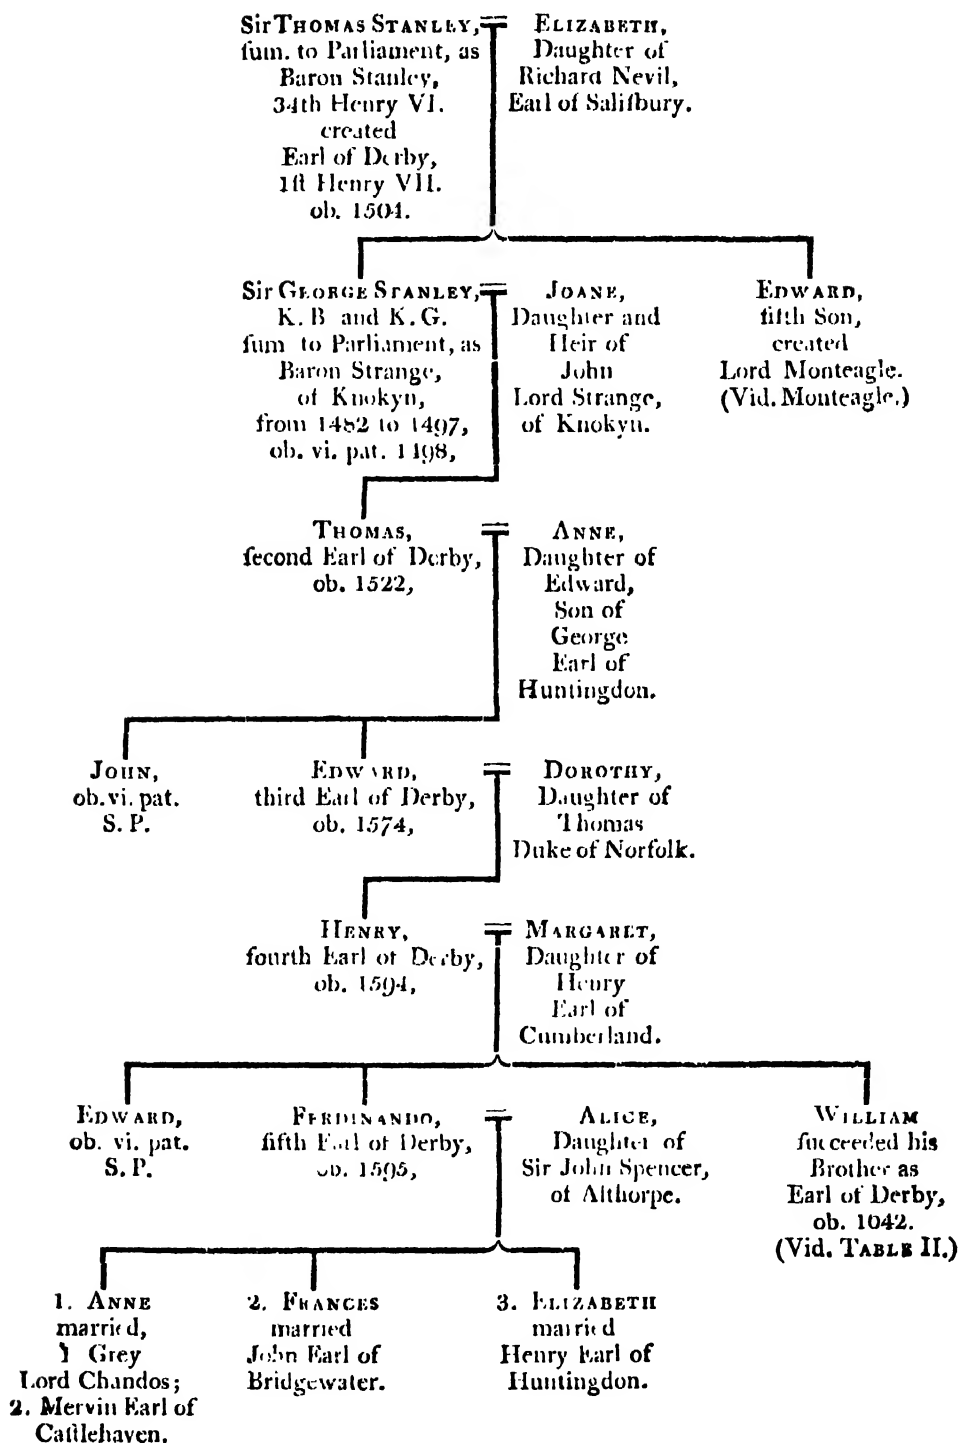 Sir THOMAS STANLEY,
ſum. to Parliament, as
Baron Stanley,
34th Henry VI.
created
Earl of Derby,
1ſt Henry VII.
ob. 1504.
ELIZABETH,
Daughter of
Richard Nevil,
Earl of Saliſbury.
Sir GEORGE STANLEY,
K. B and K. G.
ſum to Parliament, as
Baron Strange,
of Knokyn,
from 1482 to 1497,
ob. vi. pat. 1498,
JOANE,
Daughter and
Heir of
John
Lord Strange,
of Knokyn.
EDWARD,
fifth Son,
created
Lord Monteagle.
(Vid. Monteagle.)
THOMAS,
ſecond Earl of Derby,
ob. 1522,
ANNE,
Daughter of
Edward,
Son of
George
Earl of
Huntingdon.
JOHN,
ob. vi. pat.
S. P.
EDWARD,
third Earl of Derby,
ob. 1574,
DOROTHY,
Daughter of
Thomas
Duke of Norfolk.
HENRY,
fourth Earl of Derby,
ob. 1594,
MARGARET,
Daughter of
Henry
Earl of
Cumberland.
EDWARD,
ob. vi. pat.
S. P.
FERDINANDO,
fifth Earl of Derby,
ob. 1595,
ALICE,
Daughter of
Sir John Spencer,
of Althorpe.
WILLIAM
ſucceeded his
Brother as
Earl of Derby,
ob. 1642.
(Vid. TABLE II.)
1. ANNE
married,
1 Grey
Lord Chandos;
2. Mervin Earl of
Caſtlehaven.
2. FRANCES
married
John Earl of
Bridgewater.
3. ELIZABETH
married
Henry Earl of
Huntingdon.